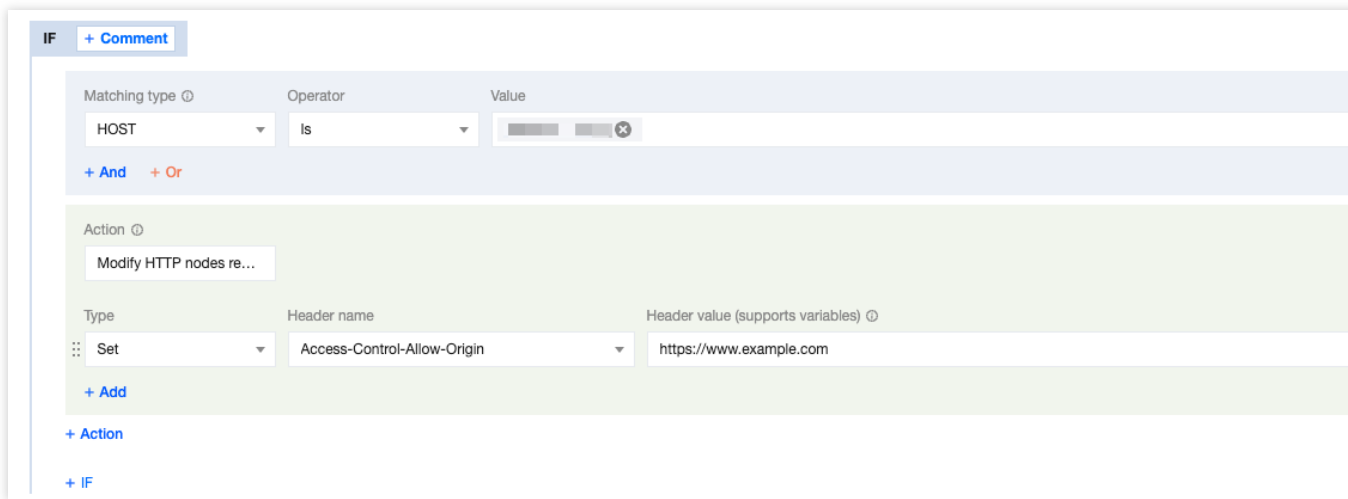 IF + Comment
Matching type Operator Value
HOST Is
+ And + Or
Action
Modify HTTP nodes re...
Type Header name Header value (supports variables)
Set Access-Control-Allow-Origin https://www.example.com
+ Add
+ Action
+ IF